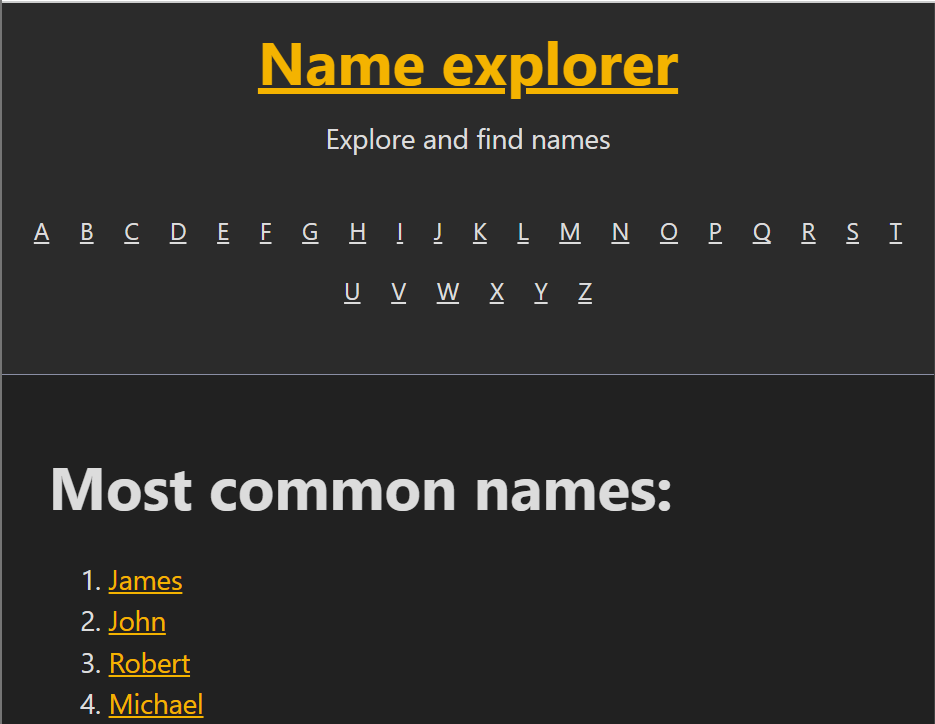 Name explorer
Explore and find names
A B C D E F G H I J K L M N O P Q R S T
U V W X Y Z
Most common names:
1. James
2. John
3. Robert
4. Michael